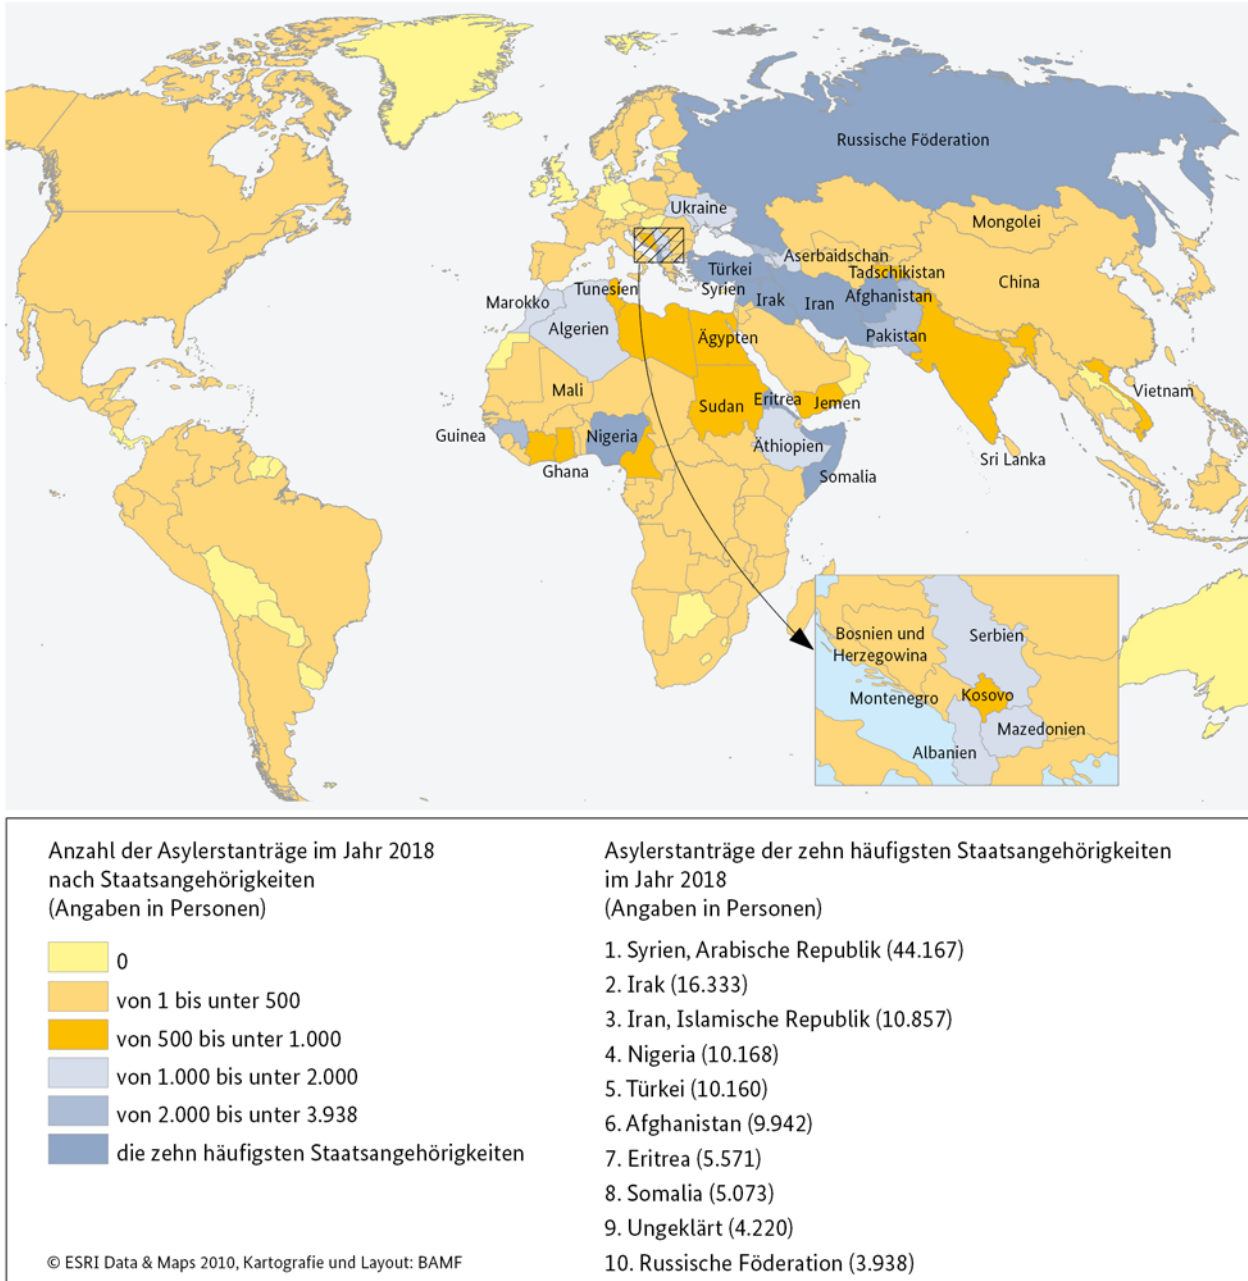 Russische Föderation
Ukraine
Mongolei
Aserbaidschan
Türkei
Tadschikistan
China
Tunesien
Syrien
Marokko
Irak
Iran
Afghanistan
Algerien
Ägypten
Pakistan
Mali
Vietnam
Sudan
Eritrea
Jemen
Guinea
Nigeria
Äthiopien
Ghana
Sri Lanka
Somalia
Bosnien und
Herzegowina
Serbien
Montenegro
Kosovo
Mazedonien
Albanien
Anzahl der Asylerstanträge im Jahr 2018
nach Staatsangehörigkeiten
(Angaben in Personen)
0
von 1 bis unter 500
von 500 bis unter 1.000
von 1.000 bis unter 2.000
von 2.000 bis unter 3.938
die zehn häufigsten Staatsangehörigkeiten
© ESRI Data & Maps 2010, Kartografie und Layout: BAMF
Asylerstanträge der zehn häufigsten Staatsangehörigkeiten
im Jahr 2018
(Angaben in Personen)
1. Syrien, Arabische Republik (44.167)
2. Irak (16.333)
3. Iran, Islamische Republik (10.857)
4. Nigeria (10.168)
5. Türkei (10.160)
6. Afghanistan (9.942)
7. Eritrea (5.571)
8. Somalia (5.073)
9. Ungeklärt (4.220)
10. Russische Föderation (3.938)